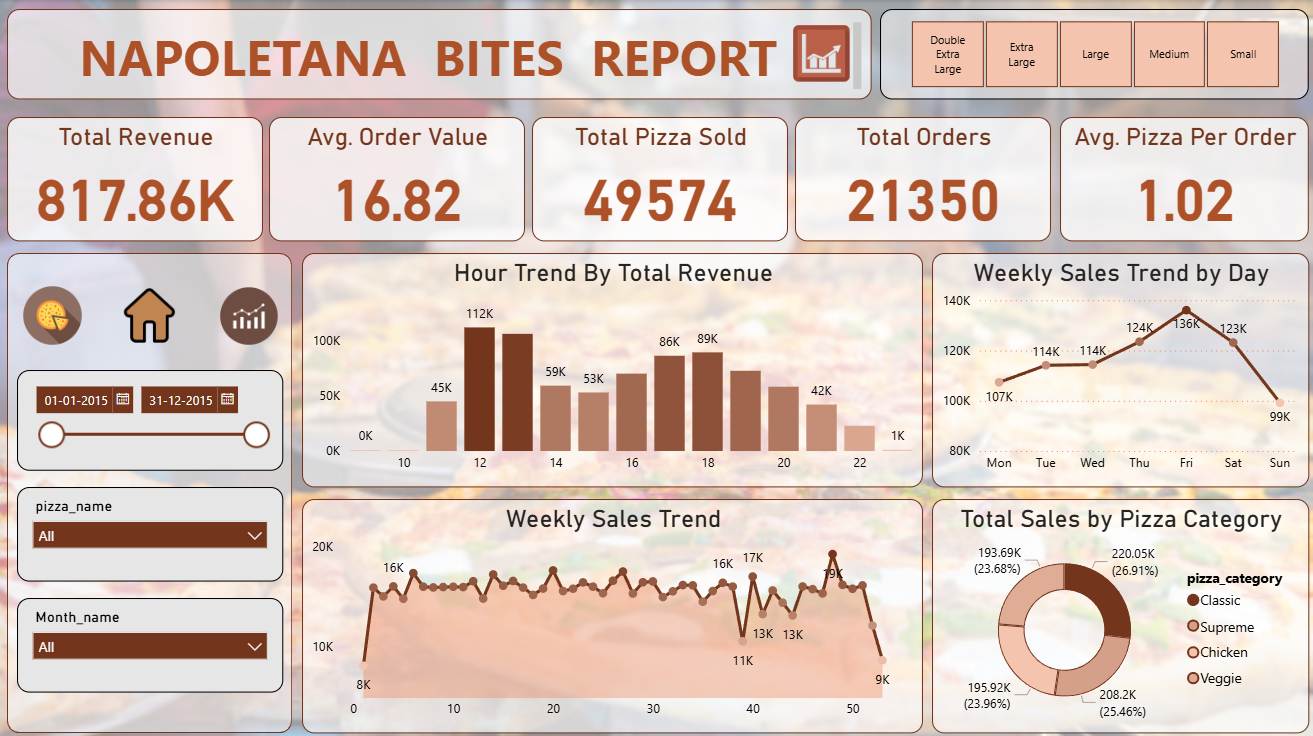 NAPOLETANA BITES REPORT
Double
Extra
Large
Extra
Large
Large
Medium
Small
Total Revenue
817.86K
Avg. Order Value
16.82
Total Pizza Sold
49574
Total Orders
21350
Avg. Pizza Per Order
1.02
01-01-2015
31-12-2015
pizza_name
All
Month_name
All
Hour Trend By Total Revenue
100K
50K
0K
0K
45K
112K
59K
53K
86K
89K
42K
1K
10
12
14
16
18
20
22
Weekly Sales Trend by Day
140K
120K
100K
80K
107K
114K
114K
124K
136K
123K
99K
Mon
Tue
Wed
Thu
Fri
Sat
Sun
Weekly Sales Trend
20K
10K
8K
16K
16K
11K
17K
13K
13K
19K
9K
0
10
20
30
40
50
Total Sales by Pizza Category
193.69K
(23.68%)
220.05K
(26.91%)
195.92K
(23.96%)
208.2K
(25.46%)
pizza_category
Classic
Supreme
Chicken
Veggie